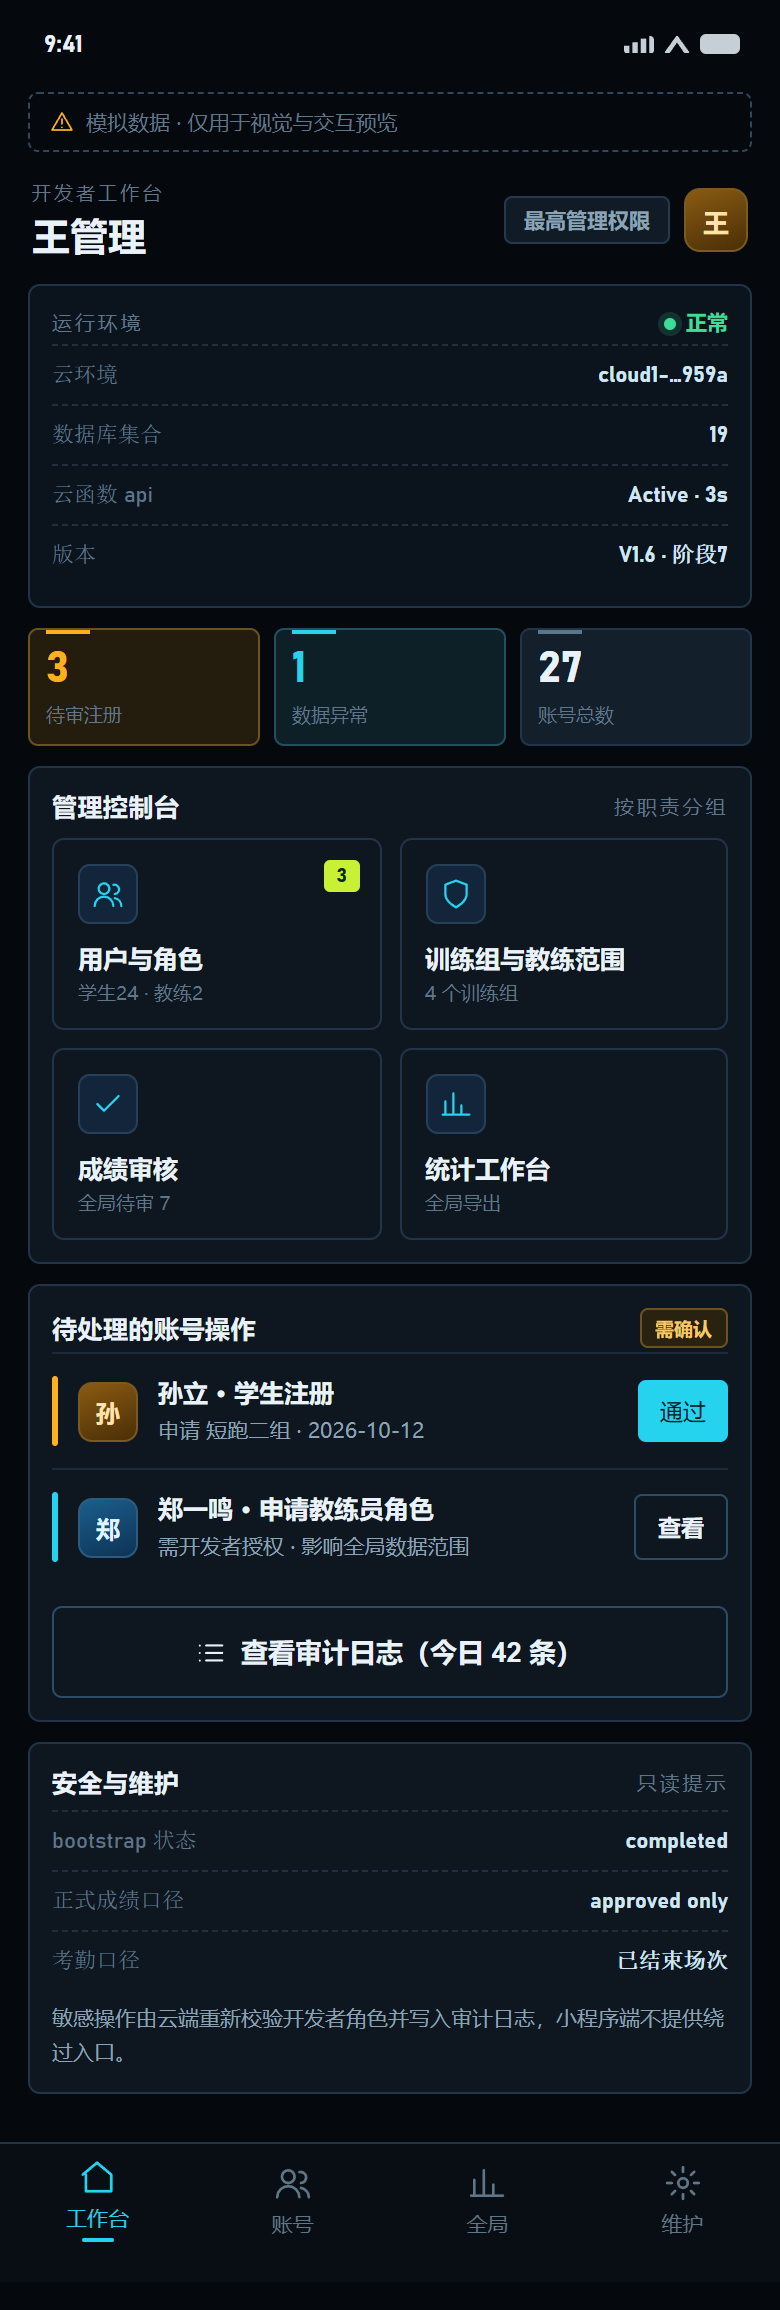 9:41
模拟数据 · 仅用于视觉与交互预览
开发者工作台
王管理
最高管理权限
王
运行环境
正常
云环境
cloud1-…959a
数据库集合
19
云函数 api
Active · 3s
版本
V1.6 · 阶段7
3
待审注册
1
数据异常
27
账号总数
管理控制台
按职责分组
3
用户与角色
学生24 · 教练2
训练组与教练范围
4 个训练组
成绩审核
全局待审 7
统计工作台
全局导出
待处理的账号操作
需确认
孙
孙立 · 学生注册
申请 短跑二组 · 2026-10-12
通过
郑
郑一鸣 · 申请教练员角色
需开发者授权 · 影响全局数据范围
查看
查看审计日志（今日 42 条）
安全与维护
只读提示
bootstrap 状态
completed
正式成绩口径
approved only
考勤口径
已结束场次
敏感操作由云端重新校验开发者角色并写入审计日志，小程序端不提供绕
过入口。
工作台
账号
全局
维护